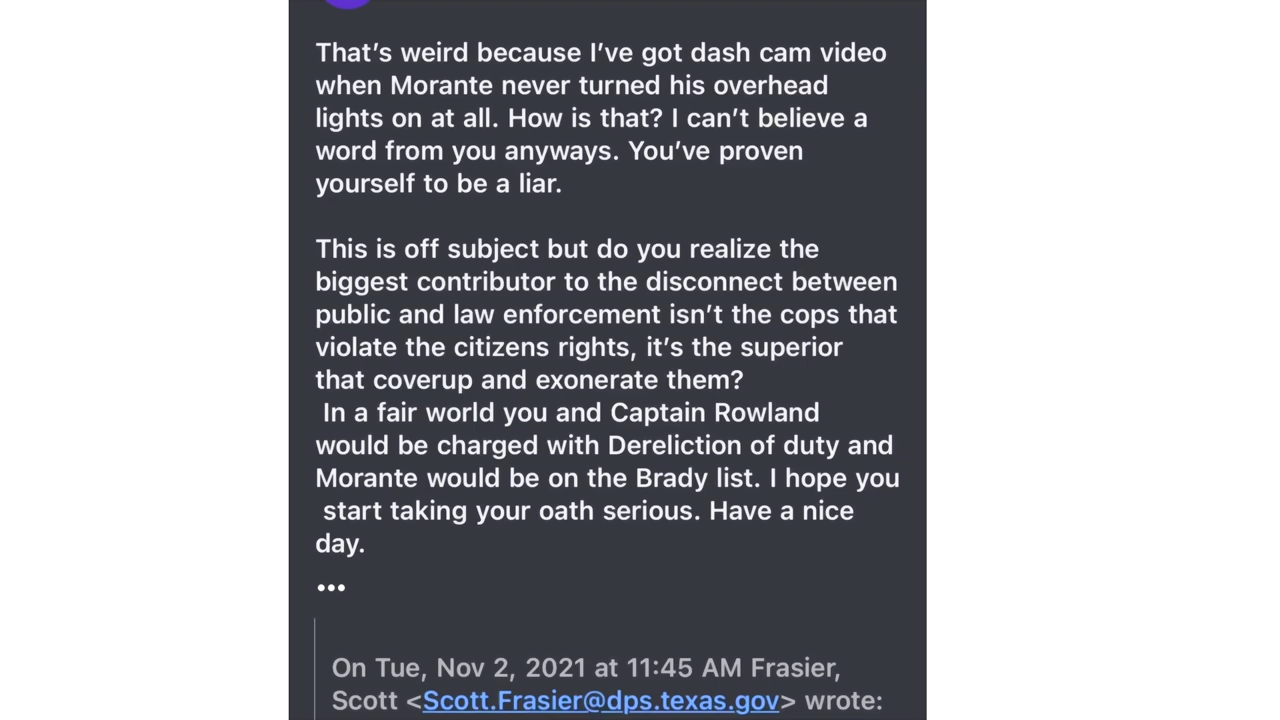 That’s weird because I’ve got dash cam video
when Morante never turned his overhead
lights on at all. How is that? I can’t believe a
word from you anyways. You’ve proven
yourself to be a liar.
This is off subject but do you realize the
biggest contributor to the disconnect between
public and law enforcement isn’t the cops that
violate the citizens rights, it’s the superior
that coverup and exonerate them?
In a fair world you and Captain Rowland
would be charged with Dereliction of duty and
Morante would be on the Brady list. I hope you
start taking your oath serious. Have a nice
day.
•••
On Tue, Nov 2, 2021 at 11:45 AM Frasier,
Scott <Scott.Frasier@dps.texas.gov> wrote: